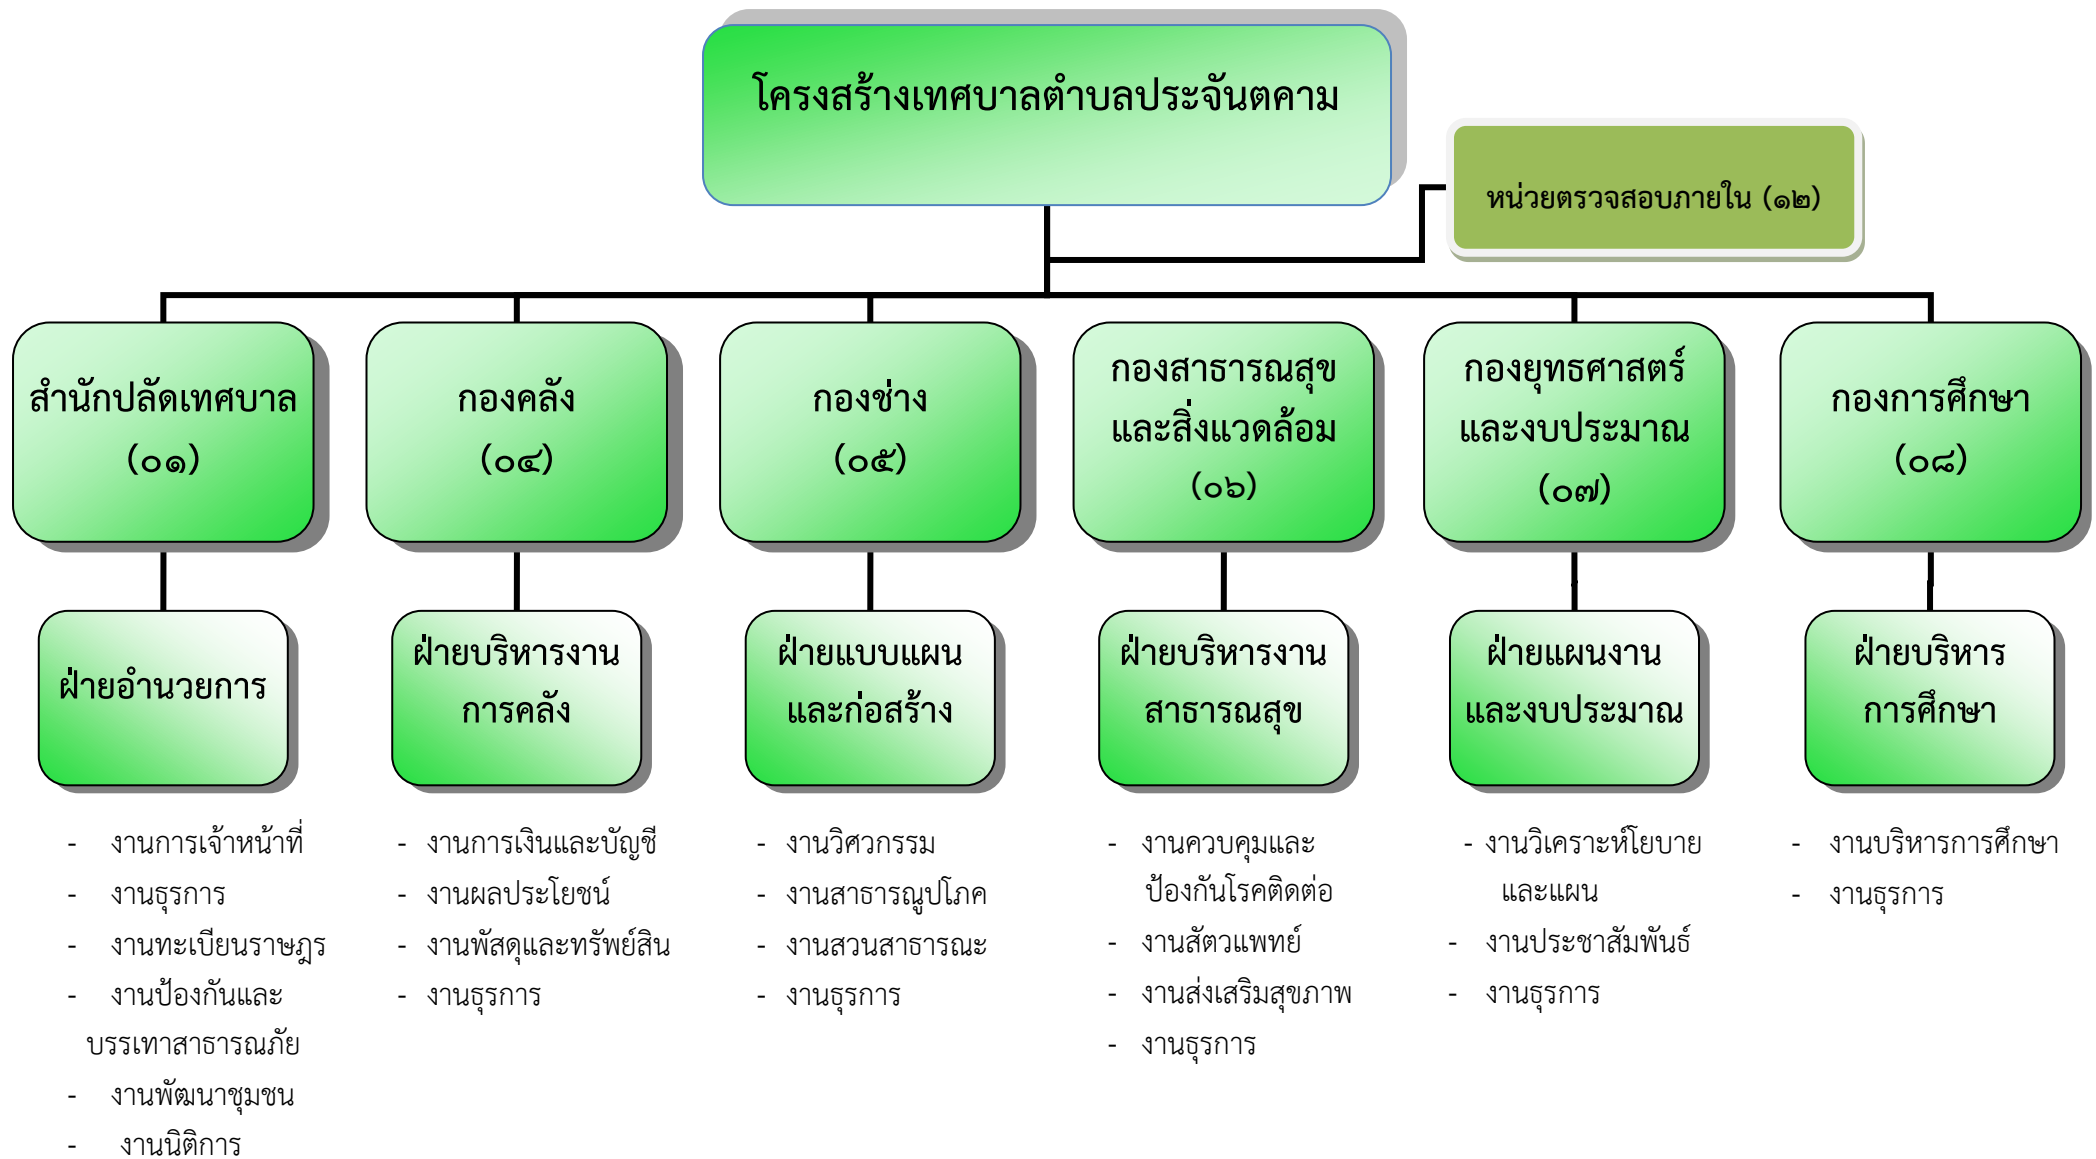 โครงสร้างเทศบาลตำบลประจันตคาม
หน่วยตรวจสอบภายใน (๑๒)
สำนักปลัดเทศบาล
(๐๑)
กองคลัง
(๐๔)
กองช่าง
(๐๕)
กองสาธารณสุข
และสิ่งแวดล้อม
(๐๖)
กองยุทธศาสตร์
และงบประมาณ
(๐๗)
กองการศึกษา
(๐๘)
ฝ่ายอำนวยการ
ฝ่ายบริหารงาน
การคลัง
ฝ่ายแบบแผน
และก่อสร้าง
ฝ่ายบริหารงาน
สาธารณสุข
ฝ่ายแผนงาน
และงบประมาณ
ฝ่ายบริหาร
การศึกษา
- งานการเจ้าหน้าที่
- งานธุรการ
- งานทะเบียนราษฎร
- งานป้องกันและ
บรรเทาสาธารณภัย
- งานพัฒนาชุมชน
- งานนิติการ
- งานการเงินและบัญชี
- งานผลประโยชน์
- งานพัสดุและทรัพย์สิน
- งานธุรการ
- งานวิศวกรรม
- งานสาธารณูปโภค
- งานสวนสาธารณะ
- งานธุรการ
- งานควบคุมและ
ป้องกันโรคติดต่อ
- งานสัตวแพทย์
- งานส่งเสริมสุขภาพ
- งานธุรการ
- งานวิเคราะห์โยบาย
และแผน
- งานประชาสัมพันธ์
- งานธุรการ
- งานบริหารการศึกษา
- งานธุรการ